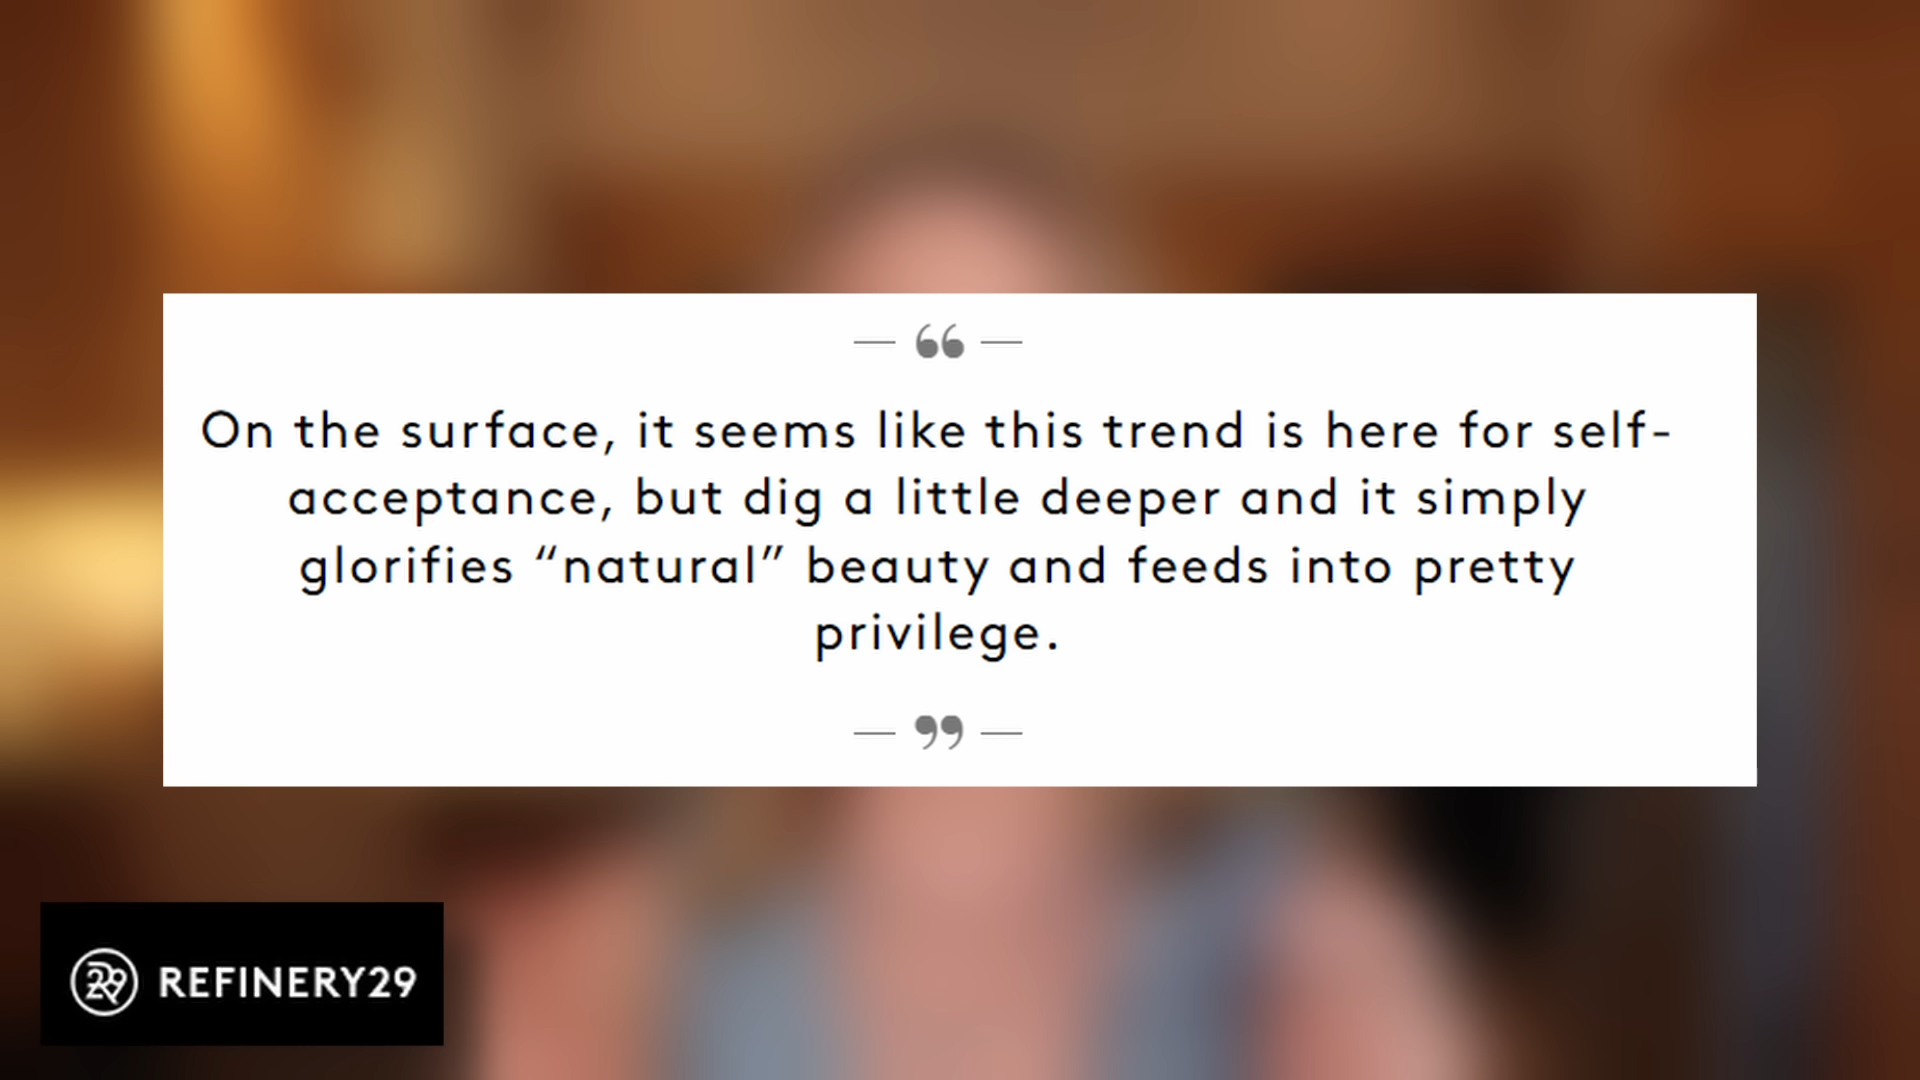 “
On the surface, it seems like this trend is here for self-
acceptance, but dig a little deeper and it simply
glorifies “natural” beauty and feeds into pretty
privilege.
”
R29 REFINERY29